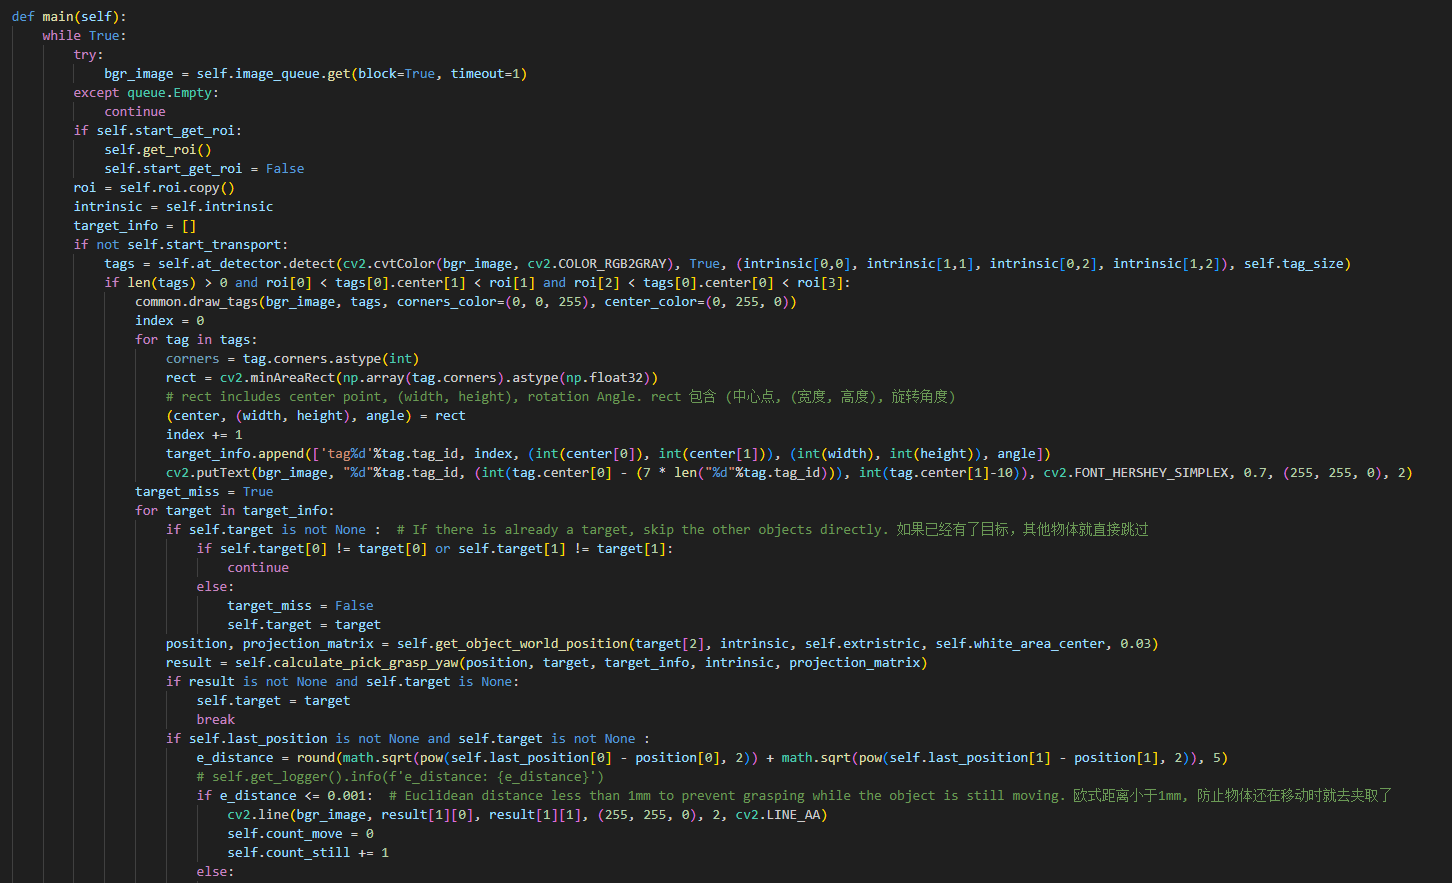 def main(self):
while True:
try:
bgr_image = self.image_queue.get(block=True, timeout=1)
except queue.Empty:
continue
if self.start_get_roi:
self.get_roi()
self.start_get_roi = False
roi = self.roi.copy()
intrinsic = self.intrinsic
target_info = []
if not self.start_transport:
tags = self.at_detector.detect(cv2.cvtColor(bgr_image, cv2.COLOR_RGB2GRAY), True, (intrinsic[0,0], intrinsic[1,1], intrinsic[0,2], intrinsic[1,2]), self.tag_size)
if len(tags) > 0 and roi[0] < tags[0].center[1] < roi[1] and roi[2] < tags[0].center[0] < roi[3]:
common.draw_tags(bgr_image, tags, corners_color=(0, 0, 255), center_color=(0, 255, 0))
index = 0
for tag in tags:
corners = tag.corners.astype(int)
rect = cv2.minAreaRect(np.array(tag.corners).astype(np.float32))
# rect includes center point, (width, height), rotation Angle. rect 包含 (中心点, (宽度, 高度), 旋转角度)
(center, (width, height), angle) = rect
index += 1
target_info.append(['tag%d'%tag.tag_id, index, (int(center[0]), int(center[1])), (int(width), int(height)), angle])
cv2.putText(bgr_image, "%d"%tag.tag_id, (int(tag.center[0] - (7 * len("%d"%tag.tag_id))), int(tag.center[1]-10)), cv2.FONT_HERSHEY_SIMPLEX, 0.7, (255, 255, 0), 2)
target_miss = True
for target in target_info:
if self.target is not None :  # If there is already a target, skip the other objects directly. 如果已经有了目标，其他物体就直接跳过
if self.target[0] != target[0] or self.target[1] != target[1]:
continue
else:
target_miss = False
self.target = target
position, projection_matrix = self.get_object_world_position(target[2], intrinsic, self.extristric, self.white_area_center, 0.03)
result = self.calculate_pick_grasp_yaw(position, target, target_info, intrinsic, projection_matrix)
if result is not None and self.target is None:
self.target = target
break
if self.last_position is not None and self.target is not None :
e_distance = round(math.sqrt(pow(self.last_position[0] - position[0], 2)) + math.sqrt(pow(self.last_position[1] - position[1], 2)), 5)
# self.get_logger().info(f'e_distance: {e_distance}')
if e_distance <= 0.001:  # Euclidean distance less than 1mm to prevent grasping while the object is still moving. 欧式距离小于1mm, 防止物体还在移动时就去夹取了
cv2.line(bgr_image, result[1][0], result[1][1], (255, 255, 0), 2, cv2.LINE_AA)
self.count_move = 0
self.count_still += 1
else: